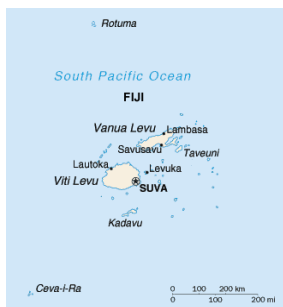 Rotuma
South Pacific Ocean
FIJI
Vanua Levu
Lambasa
Savusavu
Taveuni
Lautoka
Levuka
Viti Levu
SUVA
Kadavu
Ceva-I-Ra
0 100 200 km
0 100 200 mi